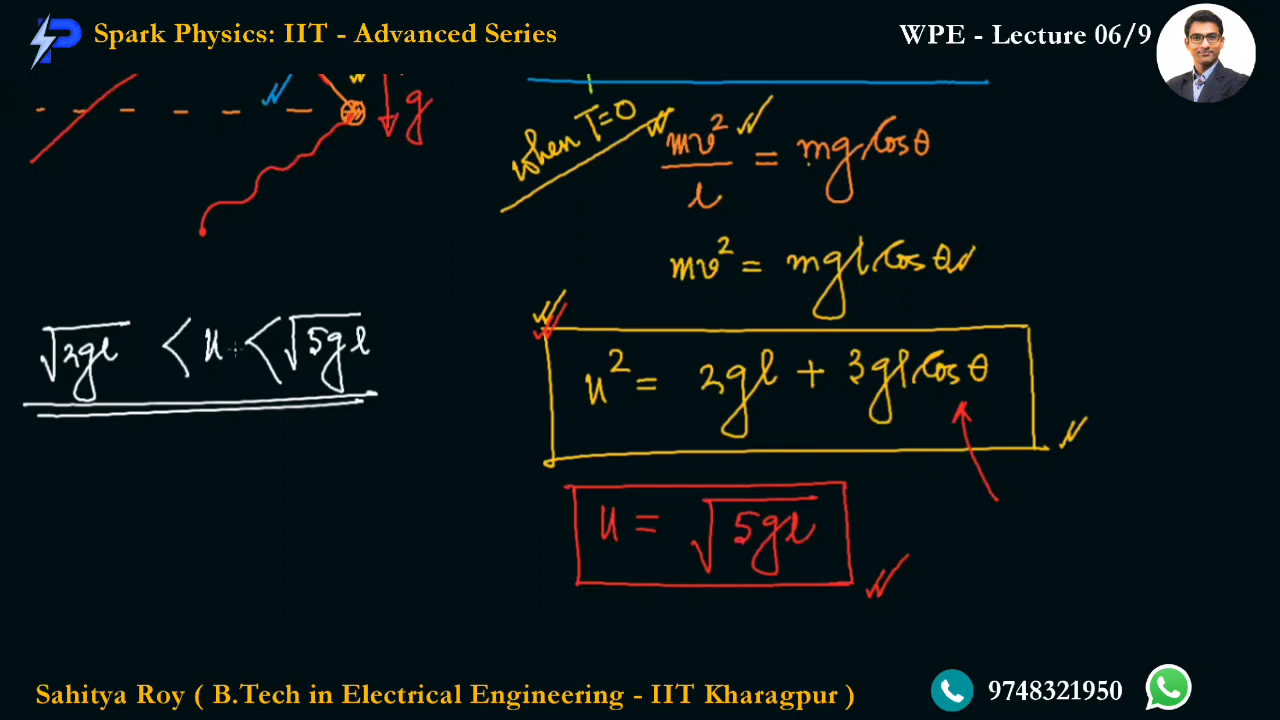 Spark Physics: IIT - Advanced Series
WPE - Lecture 06/9
g
when T=0
mv²/l = mg cosθ
mv² = mgl cosθ
√2gl < u < √5gl
u² = 2gl + 3gl cosθ
u = √5gl
Sahitya Roy ( B.Tech in Electrical Engineering - IIT Kharagpur )
9748321950